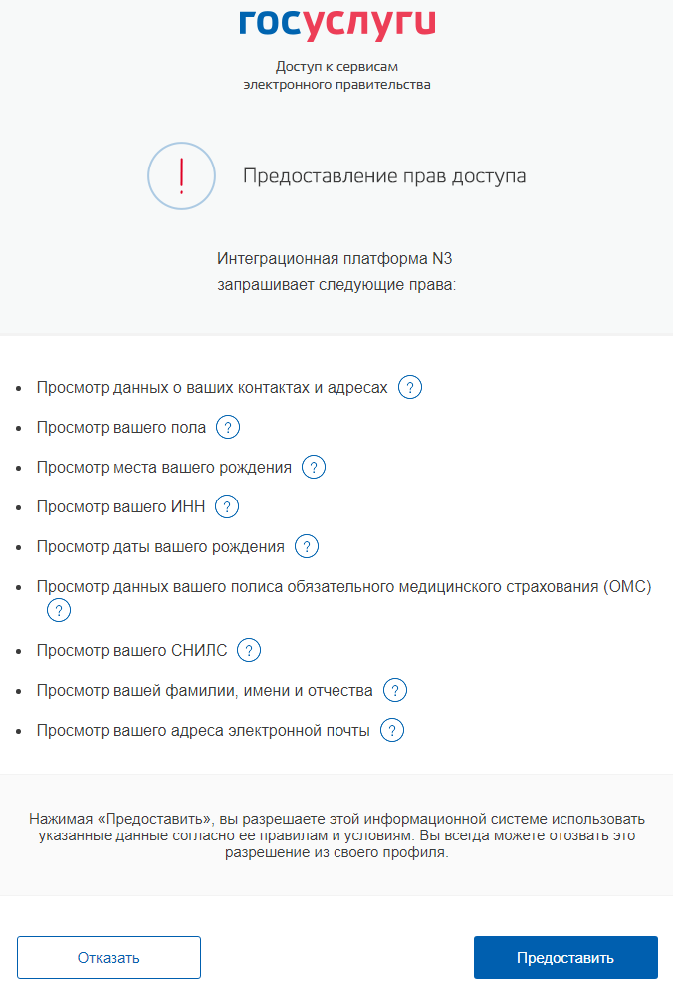 госуслуги
Доступ к сервисам
электронного правительства
!
Предоставление прав доступа
Интеграционная платформа N3
запрашивает следующие права:
• Просмотр данных о ваших контактах и адресах ?
• Просмотр вашего пола ?
• Просмотр места вашего рождения ?
• Просмотр вашего ИНН ?
• Просмотр даты вашего рождения ?
• Просмотр данных вашего полиса обязательного медицинского страхования (ОМС)
?
• Просмотр вашего СНИЛС ?
• Просмотр вашей фамилии, имени и отчества ?
• Просмотр вашего адреса электронной почты ?
Нажимая «Предоставить», вы разрешаете этой информационной системе использовать
указанные данные согласно ее правилам и условиям. Вы всегда можете отозвать это
разрешение из своего профиля.
Отказать
Предоставить